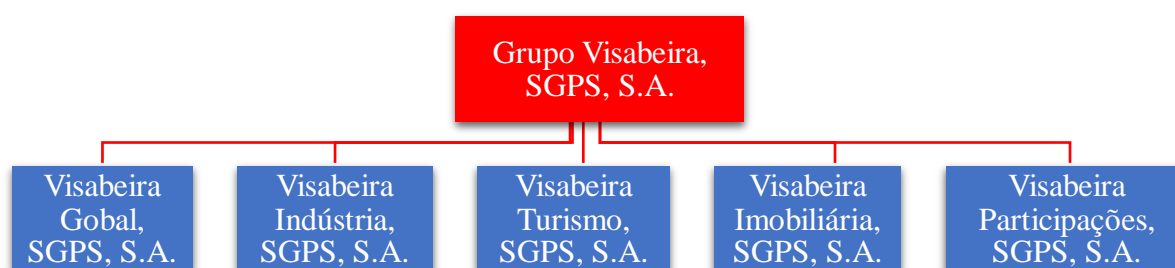 Grupo Visabeira,
SGPS, S.A.
Visabeira
Gobal,
SGPS, S.A.
Visabeira
Indústria,
SGPS, S.A.
Visabeira
Turismo,
SGPS, S.A.
Visabeira
Imobiliária,
SGPS, S.A.
Visabeira
Participações,
SGPS, S.A.